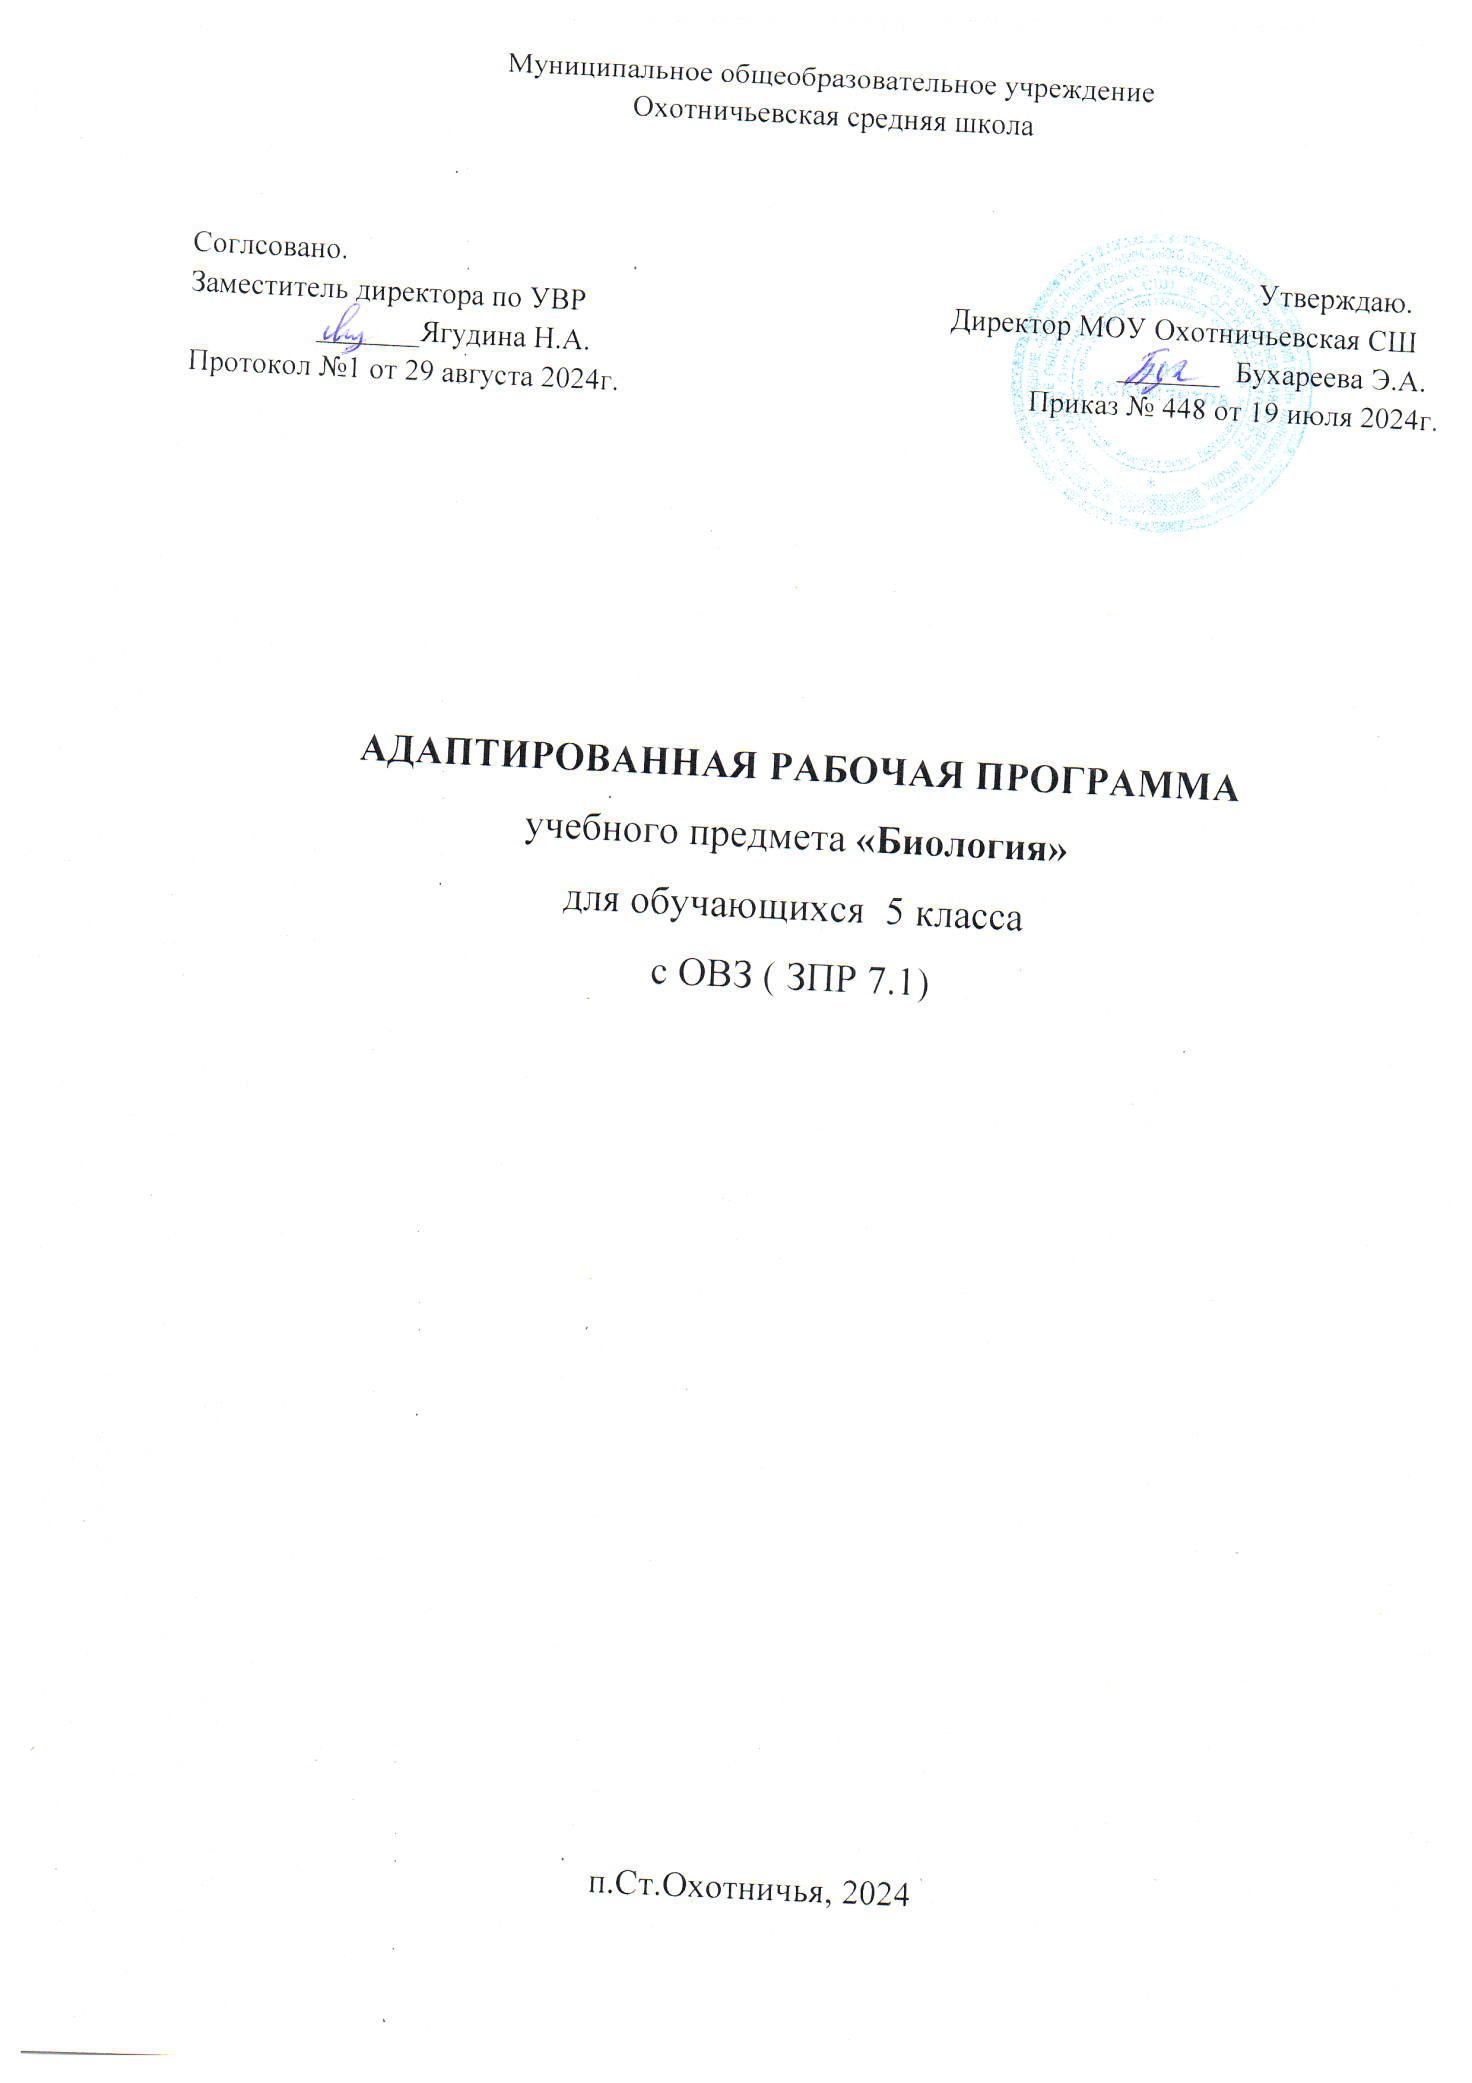 Муниципальное общеобразовательное учреждение
Охотничьевская средняя школа
Соглсовано.
Заместитель директора по УВР
________Ягудина Н.А.
Протокол №1 от 29 августа 2024г.
Утверждаю.
Директор МОУ Охотничьевская СШ
________ Бухареева Э.А.
Приказ № 448 от 19 июля 2024г.
АДАПТИРОВАННАЯ РАБОЧАЯ ПРОГРАММА
учебного предмета «Биология»
для обучающихся 5 класса
с ОВЗ ( ЗПР 7.1)
п.Ст.Охотничья, 2024